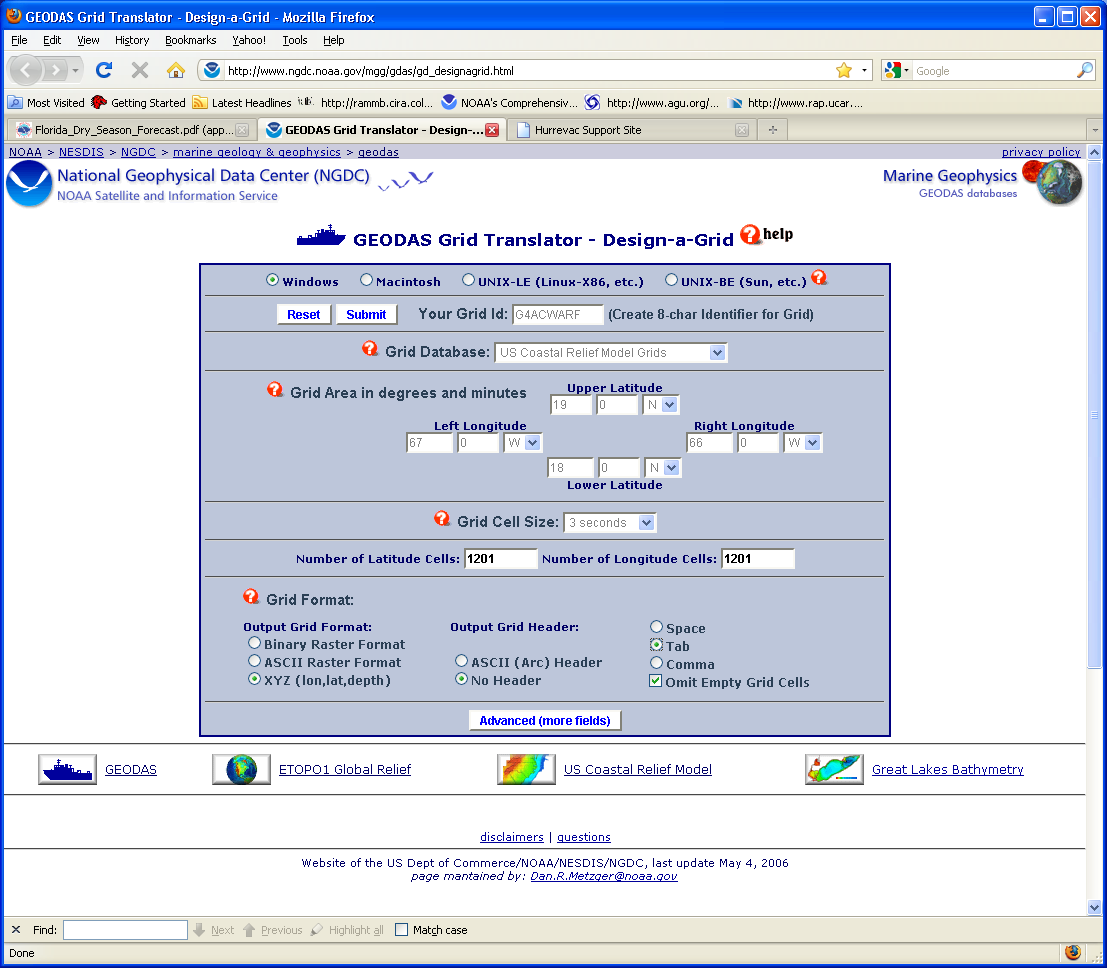 GEODAS Grid Translator - Design-a-Grid - Mozilla Firefox
File Edit View History Bookmarks Yahoo! Tools Help
http://www.ngdc.noaa.gov/mgg/gdas/gd_designagrid.html Google
Most Visited Getting Started Latest Headlines http://rammb.cira.col... NOAA's Comprehensiv... http://www.agu.org/... http://www.rap.ucar....
Florida_Dry_Season_Forecast.pdf (app... GEODAS Grid Translator - Design-... Hurrevac Support Site
NOAA > NESDIS > NGDC > marine geology & geophysics > geodas privacy policy
National Geophysical Data Center (NGDC) Marine Geophysics
NOAA Satellite and Information Service GEODAS databases
GEODAS Grid Translator - Design-a-Grid ? help
Windows Macintosh UNIX-LE (Linux-X86, etc.) UNIX-BE (Sun, etc.) ?
Reset Submit Your Grid Id: G4ACWARF (Create 8-char Identifier for Grid)
? Grid Database: US Coastal Relief Model Grids
? Grid Area in degrees and minutes Upper Latitude
19 0 N
Left Longitude Right Longitude
67 0 W 66 0 W
18 0 N
Lower Latitude
? Grid Cell Size: 3 seconds
Number of Latitude Cells: 1201 Number of Longitude Cells: 1201
? Grid Format:
Output Grid Format: Output Grid Header: Space
Binary Raster Format Tab
ASCII Raster Format ASCII (Arc) Header Comma
XYZ (lon,lat,depth) No Header Omit Empty Grid Cells
Advanced (more fields)
GEODAS ETOPO1 Global Relief US Coastal Relief Model Great Lakes Bathymetry
disclaimers | questions
Website of the US Dept of Commerce/NOAA/NESDIS/NGDC, last update May 4, 2006
page mantained by: Dan.R.Metzger@noaa.gov
Find: Next Previous Highlight all Match case
Done